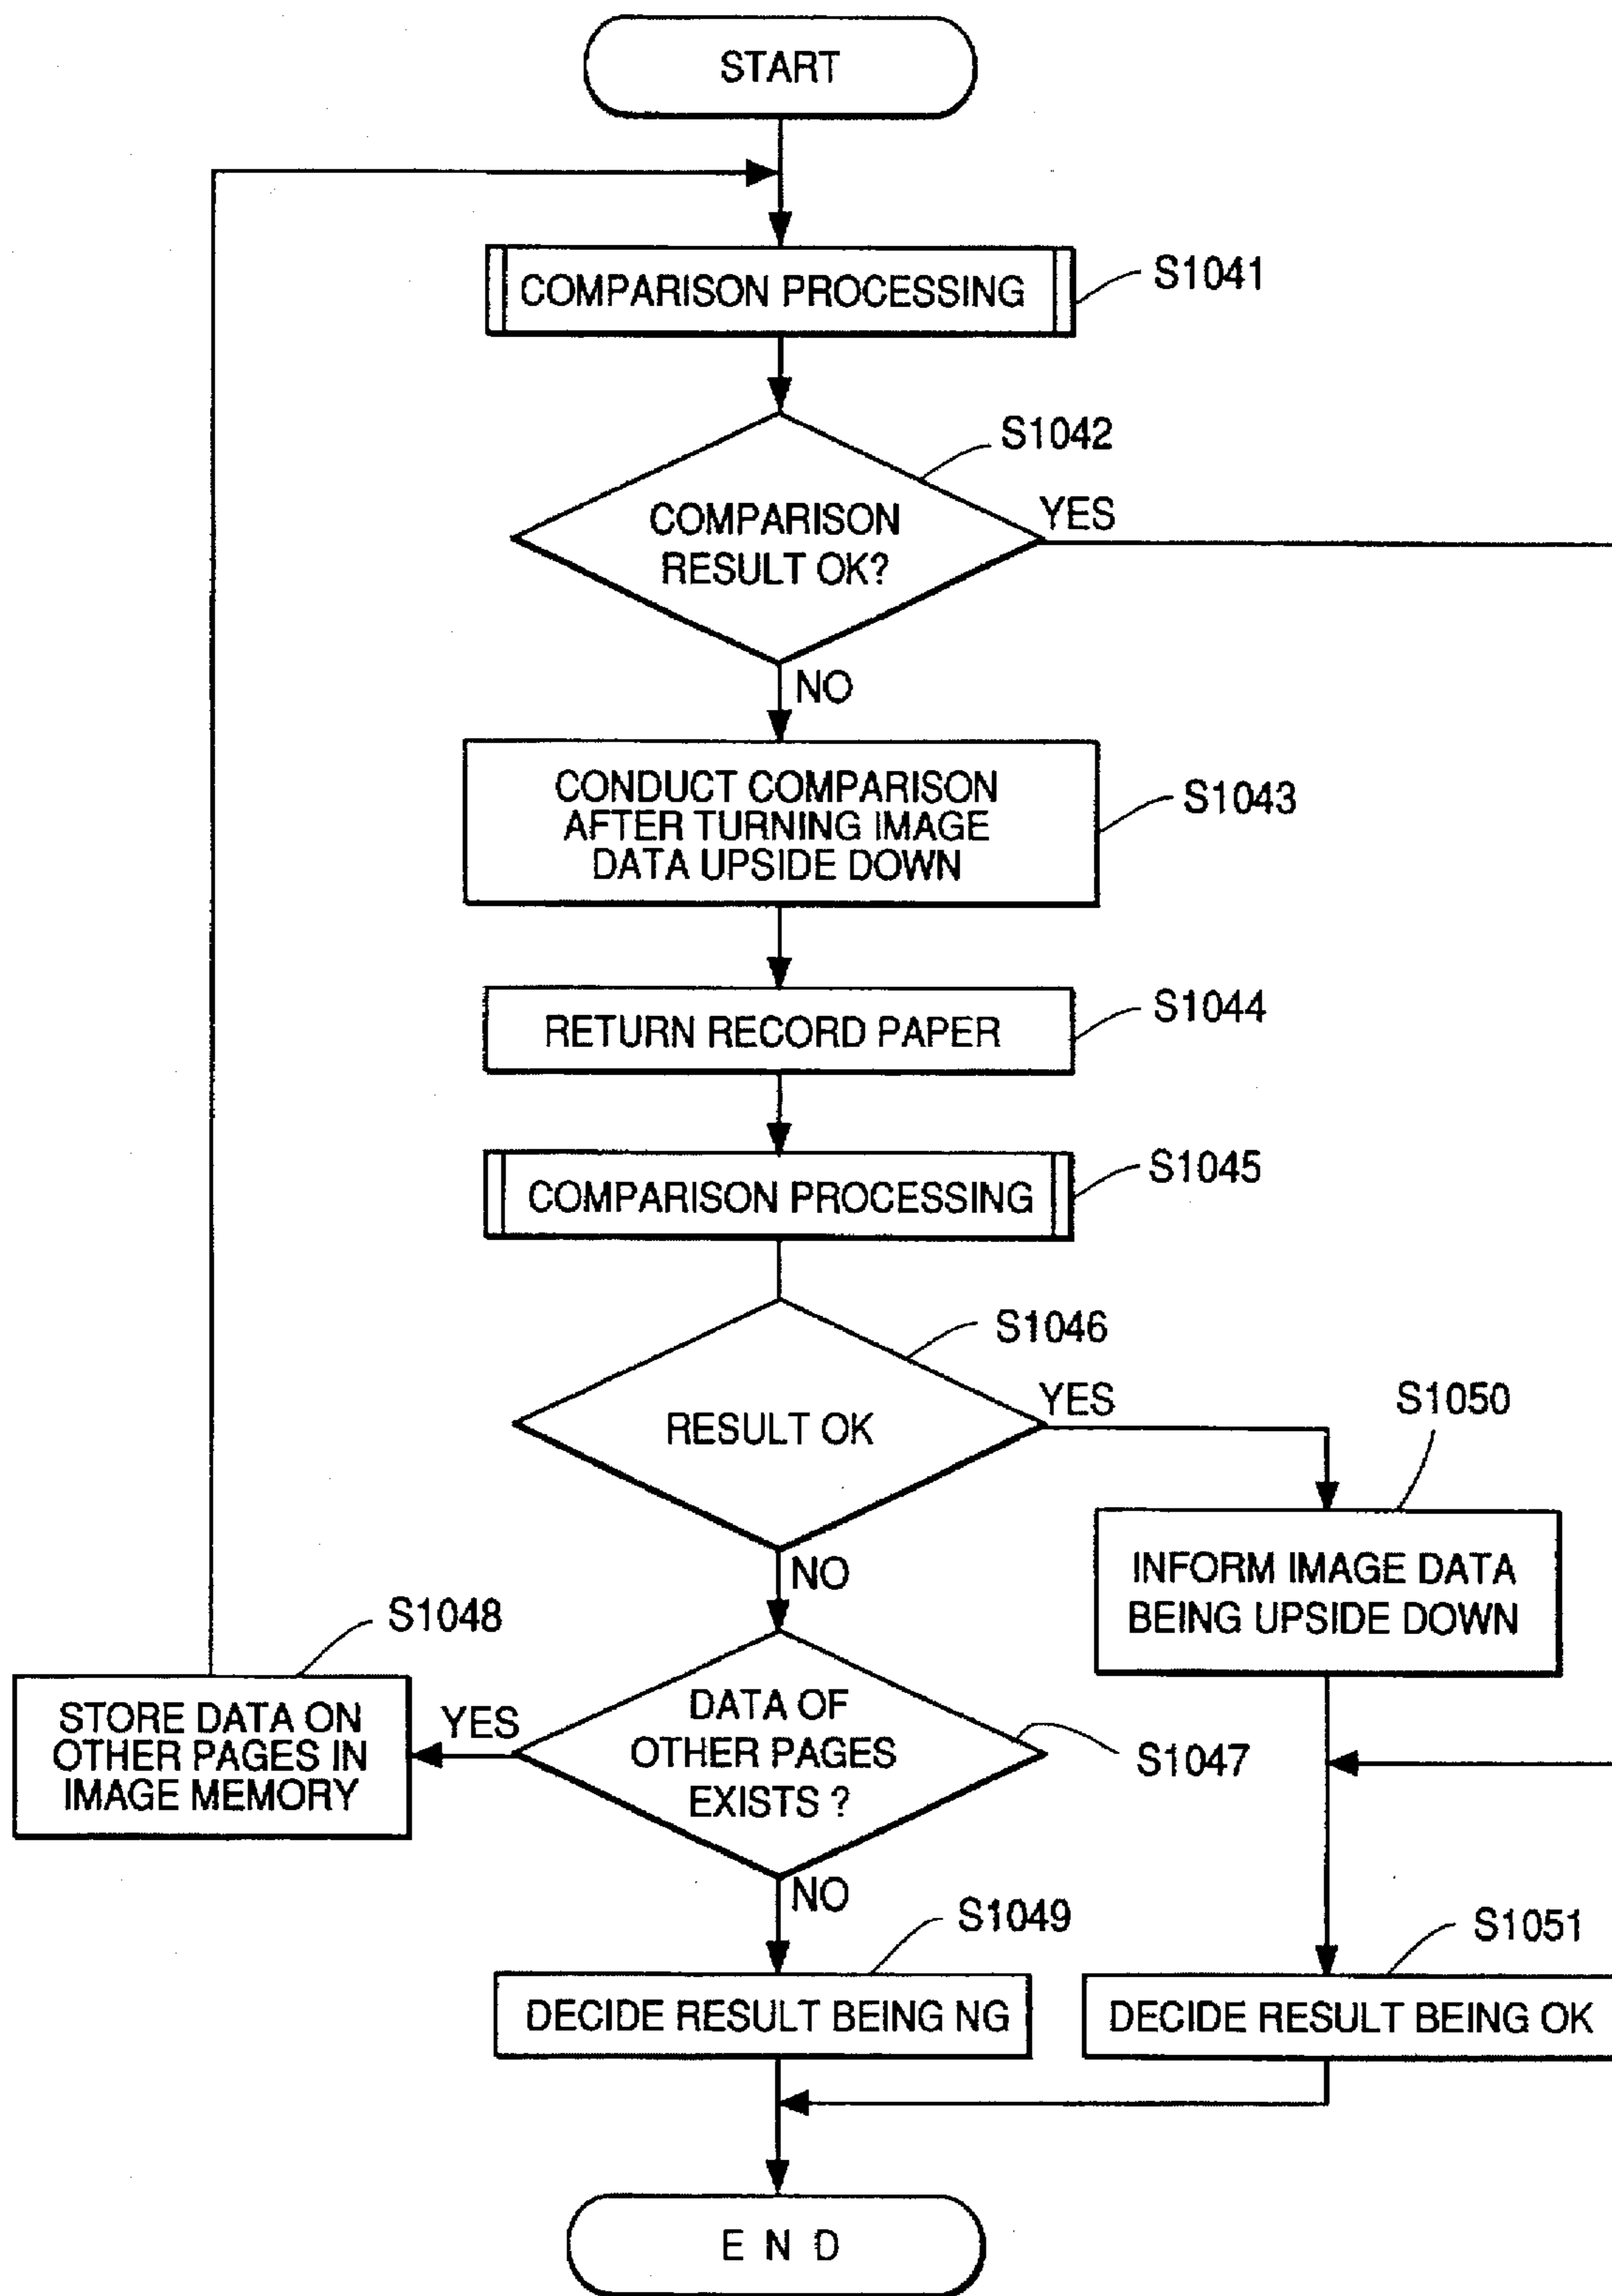 START
COMPARISON PROCESSING
S1041
S1042
COMPARISON
RESULT OK?
YES
NO
CONDUCT COMPARISON
AFTER TURNING IMAGE
DATA UPSIDE DOWN
S1043
RETURN RECORD PAPER
S1044
COMPARISON PROCESSING
S1045
S1046
RESULT OK
YES
NO
S1050
INFORM IMAGE DATA
BEING UPSIDE DOWN
S1048
STORE DATA ON
OTHER PAGES IN
IMAGE MEMORY
YES
DATA OF
OTHER PAGES
EXISTS ?
S1047
NO
S1049
DECIDE RESULT BEING NG
S1051
DECIDE RESULT BEING OK
E N D